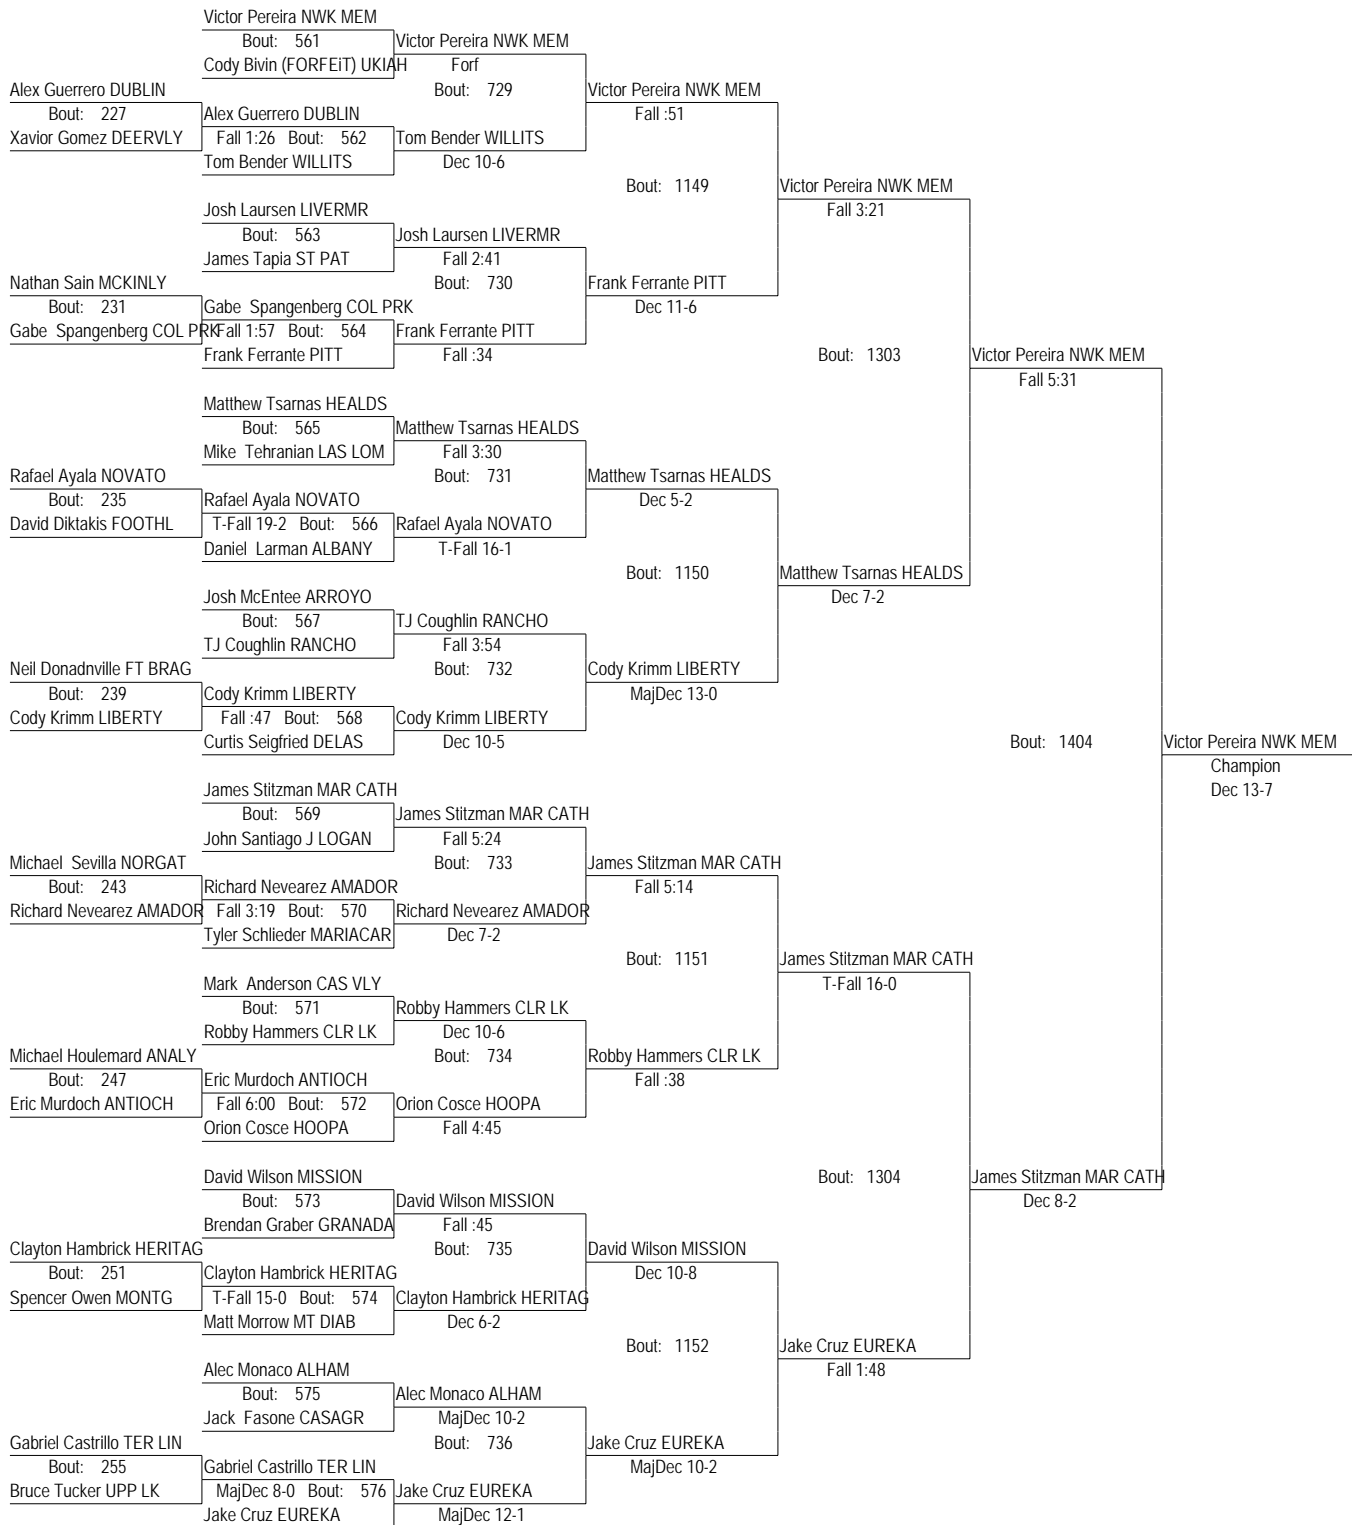 Victor Pereira NWK MEM
Bout: 561
Victor Pereira NWK MEM
Cody Bivin (FORFEiT) UKIAH
Forf
Alex Guerrero DUBLIN
Bout: 729
Victor Pereira NWK MEM
Bout: 227
Alex Guerrero DUBLIN
Fall :51
Xavior Gomez DEERVLY
Fall 1:26 Bout: 562
Tom Bender WILLITS
Tom Bender WILLITS
Dec 10-6
Bout: 1149
Victor Pereira NWK MEM
Josh Laursen LIVERMR
Fall 3:21
Bout: 563
Josh Laursen LIVERMR
James Tapia ST PAT
Fall 2:41
Nathan Sain MCKINLY
Bout: 730
Frank Ferrante PITT
Bout: 231
Gabe Spangenberg COL PRK
Dec 11-6
Gabe Spangenberg COL PRK
Fall 1:57 Bout: 564
Frank Ferrante PITT
Frank Ferrante PITT
Fall :34
Bout: 1303
Victor Pereira NWK MEM
Fall 5:31
Matthew Tsarnas HEALDS
Bout: 565
Matthew Tsarnas HEALDS
Mike Tehranian LAS LOM
Fall 3:30
Rafael Ayala NOVATO
Bout: 731
Matthew Tsarnas HEALDS
Bout: 235
Rafael Ayala NOVATO
Dec 5-2
David Diktakis FOOTHL
T-Fall 19-2 Bout: 566
Rafael Ayala NOVATO
Daniel Larman ALBANY
T-Fall 16-1
Bout: 1150
Matthew Tsarnas HEALDS
Josh McEntee ARROYO
Dec 7-2
Bout: 567
TJ Coughlin RANCHO
TJ Coughlin RANCHO
Fall 3:54
Neil Donadnville FT BRAG
Bout: 732
Cody Krimm LIBERTY
Bout: 239
Cody Krimm LIBERTY
MajDec 13-0
Cody Krimm LIBERTY
Fall :47 Bout: 568
Cody Krimm LIBERTY
Curtis Seigfried DELAS
Dec 10-5
Bout: 1404
Victor Pereira NWK MEM
Champion
Dec 13-7
James Stitzman MAR CATH
Bout: 569
James Stitzman MAR CATH
John Santiago J LOGAN
Fall 5:24
Michael Sevilla NORGAT
Bout: 733
James Stitzman MAR CATH
Bout: 243
Richard Nevearez AMADOR
Fall 5:14
Richard Nevearez AMADOR
Fall 3:19 Bout: 570
Richard Nevearez AMADOR
Tyler Schlieder MARIACAR
Dec 7-2
Bout: 1151
James Stitzman MAR CATH
Mark Anderson CAS VLY
T-Fall 16-0
Bout: 571
Robby Hammers CLR LK
Robby Hammers CLR LK
Dec 10-6
Michael Houlemard ANALY
Bout: 734
Robby Hammers CLR LK
Bout: 247
Eric Murdoch ANTIOCH
Fall :38
Eric Murdoch ANTIOCH
Fall 6:00 Bout: 572
Orion Cosce HOOPA
Orion Cosce HOOPA
Fall 4:45
Bout: 1304
James Stitzman MAR CATH
Dec 8-2
David Wilson MISSION
Bout: 573
David Wilson MISSION
Brendan Graber GRANADA
Fall :45
Clayton Hambrick HERITAG
Bout: 735
David Wilson MISSION
Bout: 251
Clayton Hambrick HERITAG
Dec 10-8
Spencer Owen MONTG
T-Fall 15-0 Bout: 574
Clayton Hambrick HERITAG
Matt Morrow MT DIAB
Dec 6-2
Bout: 1152
Jake Cruz EUREKA
Alec Monaco ALHAM
Fall 1:48
Bout: 575
Alec Monaco ALHAM
Jack Fasone CASAGR
MajDec 10-2
Gabriel Castrillo TER LIN
Bout: 736
Jake Cruz EUREKA
Bout: 255
Gabriel Castrillo TER LIN
MajDec 10-2
Bruce Tucker UPP LK
MajDec 8-0 Bout: 576
Jake Cruz EUREKA
Jake Cruz EUREKA
MajDec 12-1